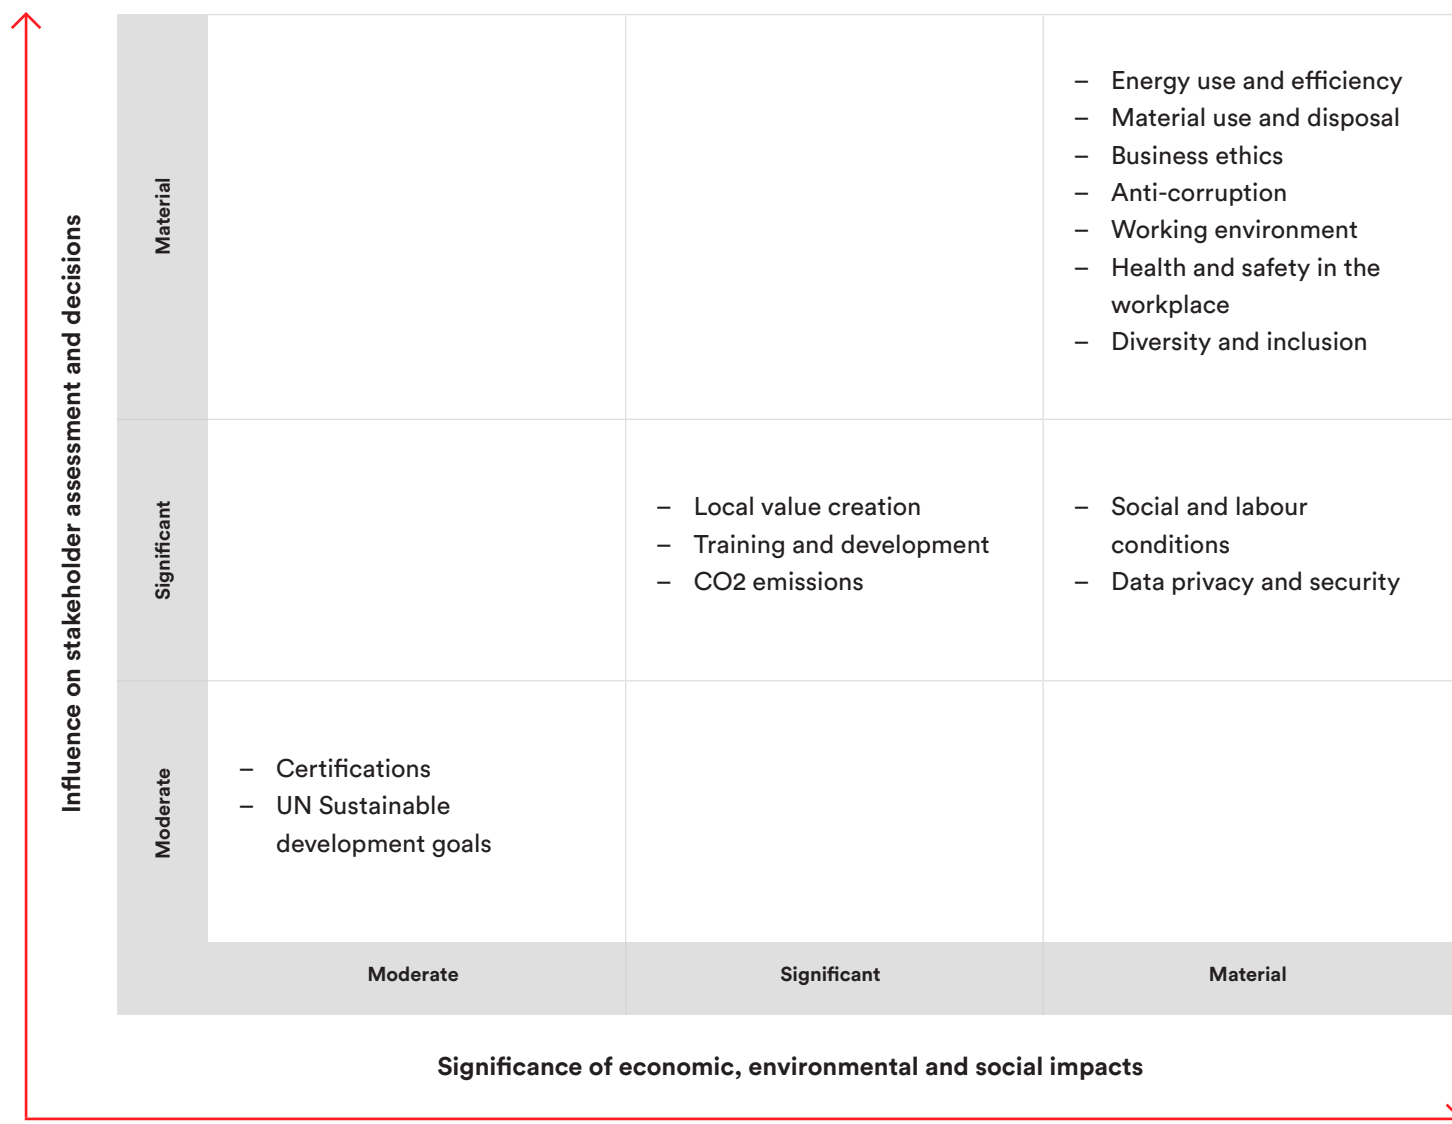 Influence on stakeholder assessment and decisions
Material
– Energy use and efficiency
– Material use and disposal
– Business ethics
– Anti-corruption
– Working environment
– Health and safety in the
workplace
– Diversity and inclusion
Significant
– Local value creation
– Training and development
– CO2 emissions
– Social and labour
conditions
– Data privacy and security
Moderate
– Certifications
– UN Sustainable
development goals
Moderate
Significant
Material
Significance of economic, environmental and social impacts